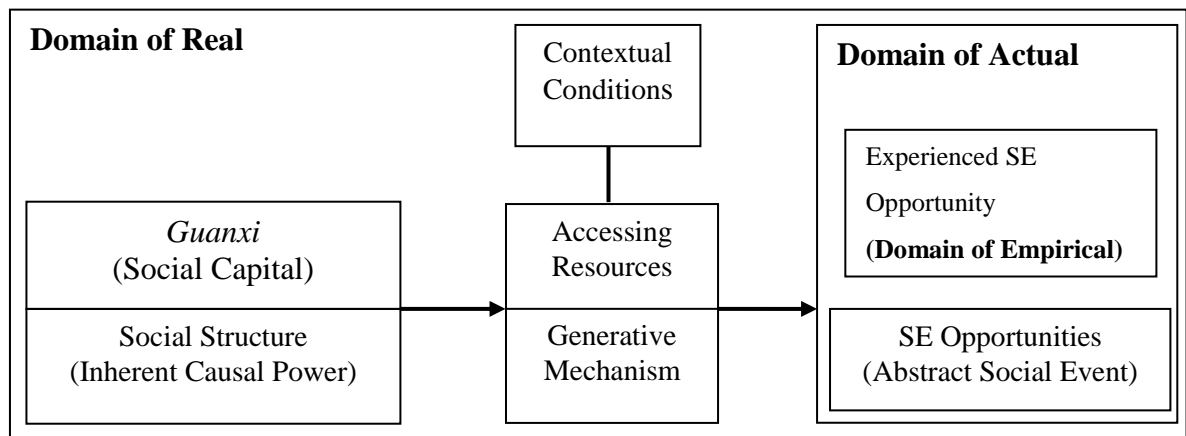 Domain of Real
Contextual
Conditions
Guanxi
(Social Capital)
Social Structure
(Inherent Causal Power)
Accessing
Resources
Generative
Mechanism
Domain of Actual
Experienced SE
Opportunity
(Domain of Empirical)
SE Opportunities
(Abstract Social Event)